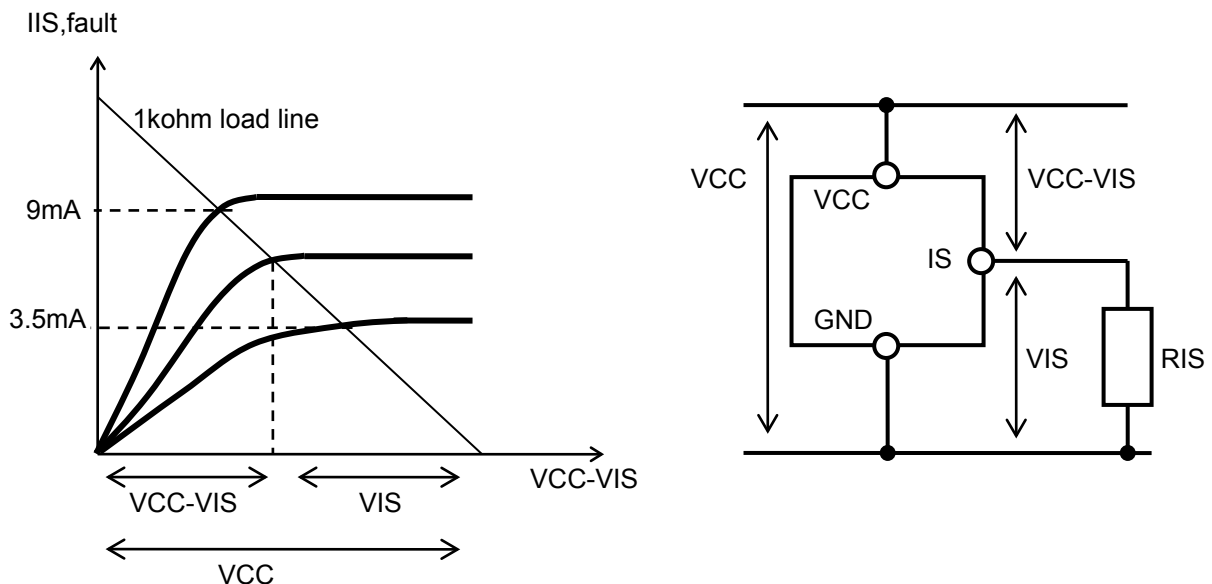 IIS,fault
1kohm load line
9mA
3.5mA
VCC-VIS
VCC-VIS
VIS
VCC
VCC
VCC
VCC-VIS
IS
GND
VIS
RIS